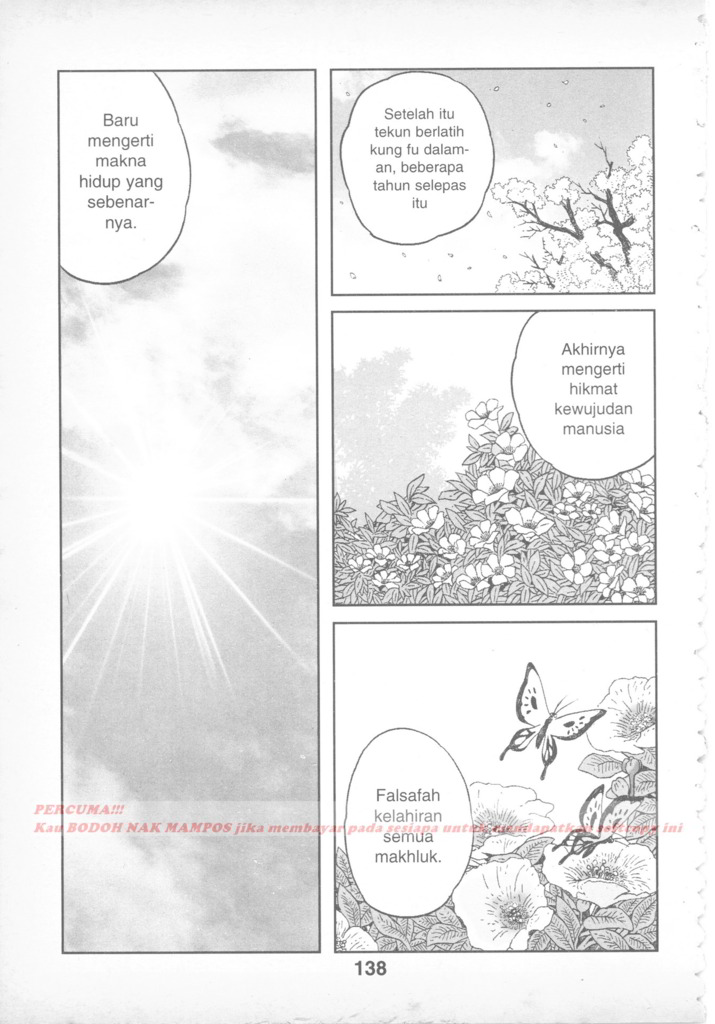 Setelah itu
tekun berlatih
kung fu dalam-
an, beberapa
tahun selepas
itu
Akhirnya
mengerti
hikmat
kewujudan
manusia
Falsafah
kelahiran
semua
makhluk.
Baru
mengerti
makna
hidup yang
sebenar-
nya.
PERCUMA!!!
Kau BODOH NAK MAMPOS jika membayar pada sesiapa untuk mendapatkan softcopy ini
138